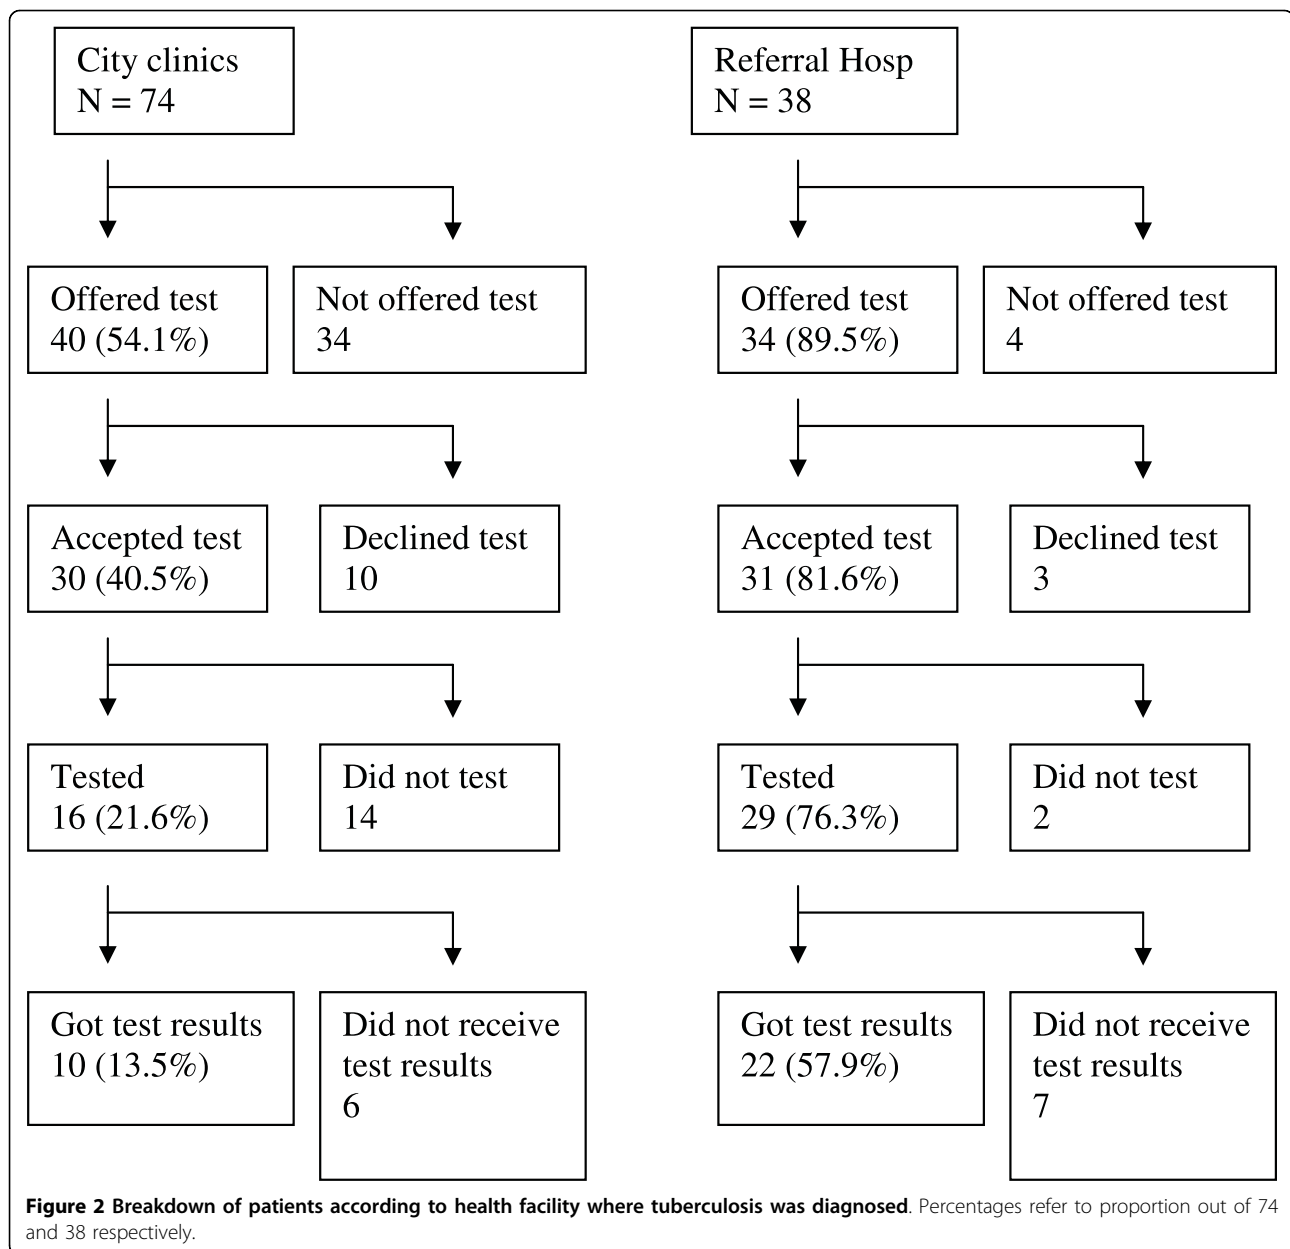 City clinics
N = 74
Referral Hosp
N = 38
Offered test
40 (54.1%)
Not offered test
34
Offered test
34 (89.5%)
Not offered test
4
Accepted test
30 (40.5%)
Declined test
10
Accepted test
31 (81.6%)
Declined test
3
Tested
16 (21.6%)
Did not test
14
Tested
29 (76.3%)
Did not test
2
Got test results
10 (13.5%)
Did not receive
test results
6
Got test results
22 (57.9%)
Did not receive
test results
7
Figure 2 Breakdown of patients according to health facility where tuberculosis was diagnosed. Percentages refer to proportion out of 74
and 38 respectively.